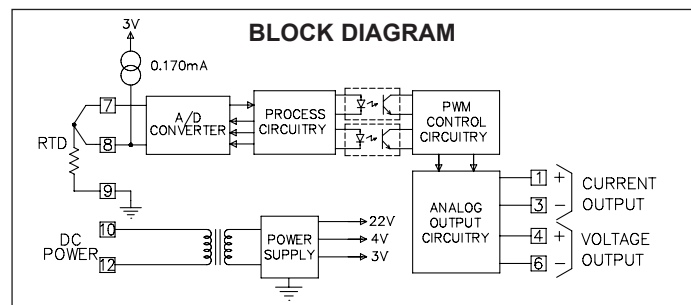 BLOCK DIAGRAM
3V
0.170mA
7
8
9
RTD
A/D
CONVERTER
PROCESS
CIRCUITRY
PWM
CONTROL
CIRCUITRY
ANALOG
OUTPUT
CIRCUITRY
1 +
3 -
CURRENT
OUTPUT
4 +
6 -
VOLTAGE
OUTPUT
10
12
DC
POWER
POWER
SUPPLY
22V
4V
3V